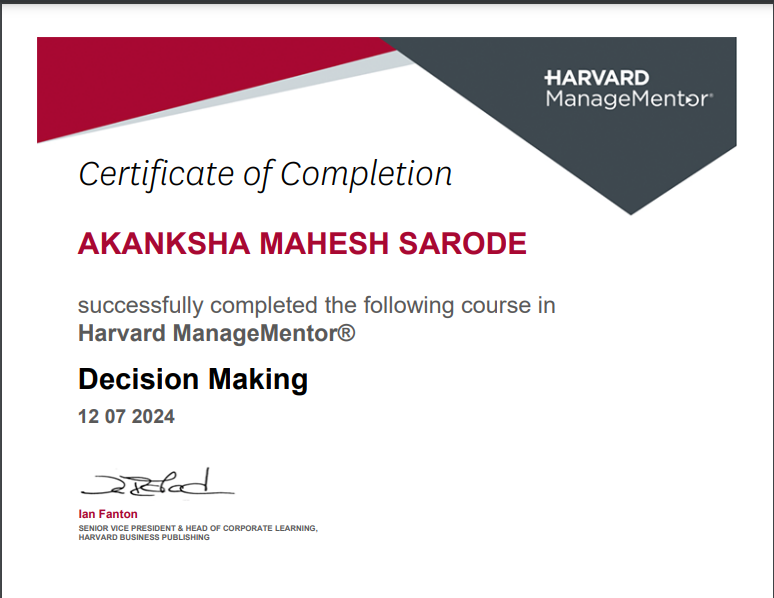 HARVARD
ManageMentor®
Certificate of Completion
AKANKSHA MAHESH SARODE
successfully completed the following course in
Harvard ManageMentor®
Decision Making
12 07 2024
Ian Fanton
SENIOR VICE PRESIDENT & HEAD OF CORPORATE LEARNING,
HARVARD BUSINESS PUBLISHING